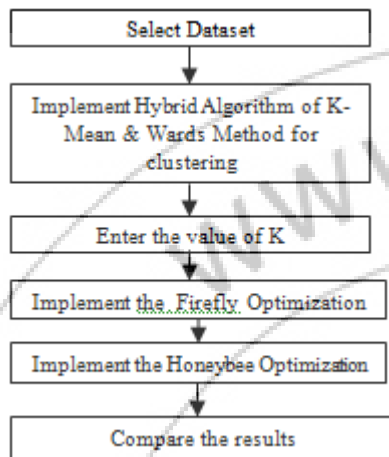 Select Dataset
Implement Hybrid Algorithm of K-
Mean & Wards Method for
clustering
Enter the value of K
Implement the Firefly Optimization
Implement the Honeybee Optimization
Compare the results